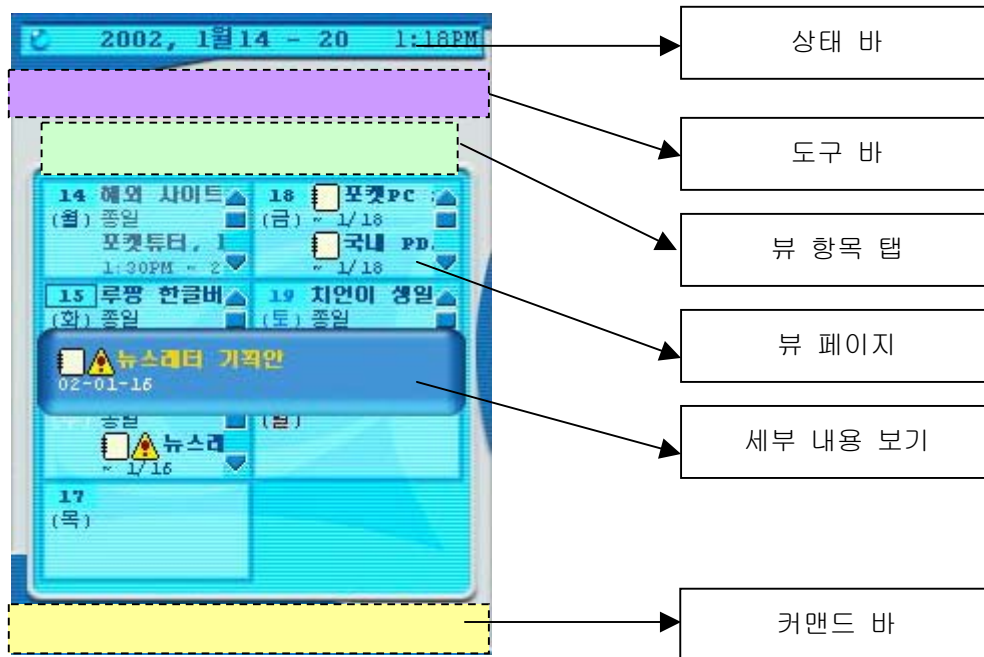 2002, 1월14 - 20 1:18PM
상태 바
도구 바
뷰 항목 탭
14 해외 사이트
(월) 종일
포켓튜터,
1:30PM ~ 2
18 포켓PC
(금) ~ 1/18
국내 PD
~ 1/18
뷰 페이지
15 루팡 한글버
(화) 종일
19 치언이 생일
(토) 종일
뉴스레터 기획안
02-01-16
세부 내용 보기
종일
뉴스레
~ 1/16
17
(목)
커맨드 바